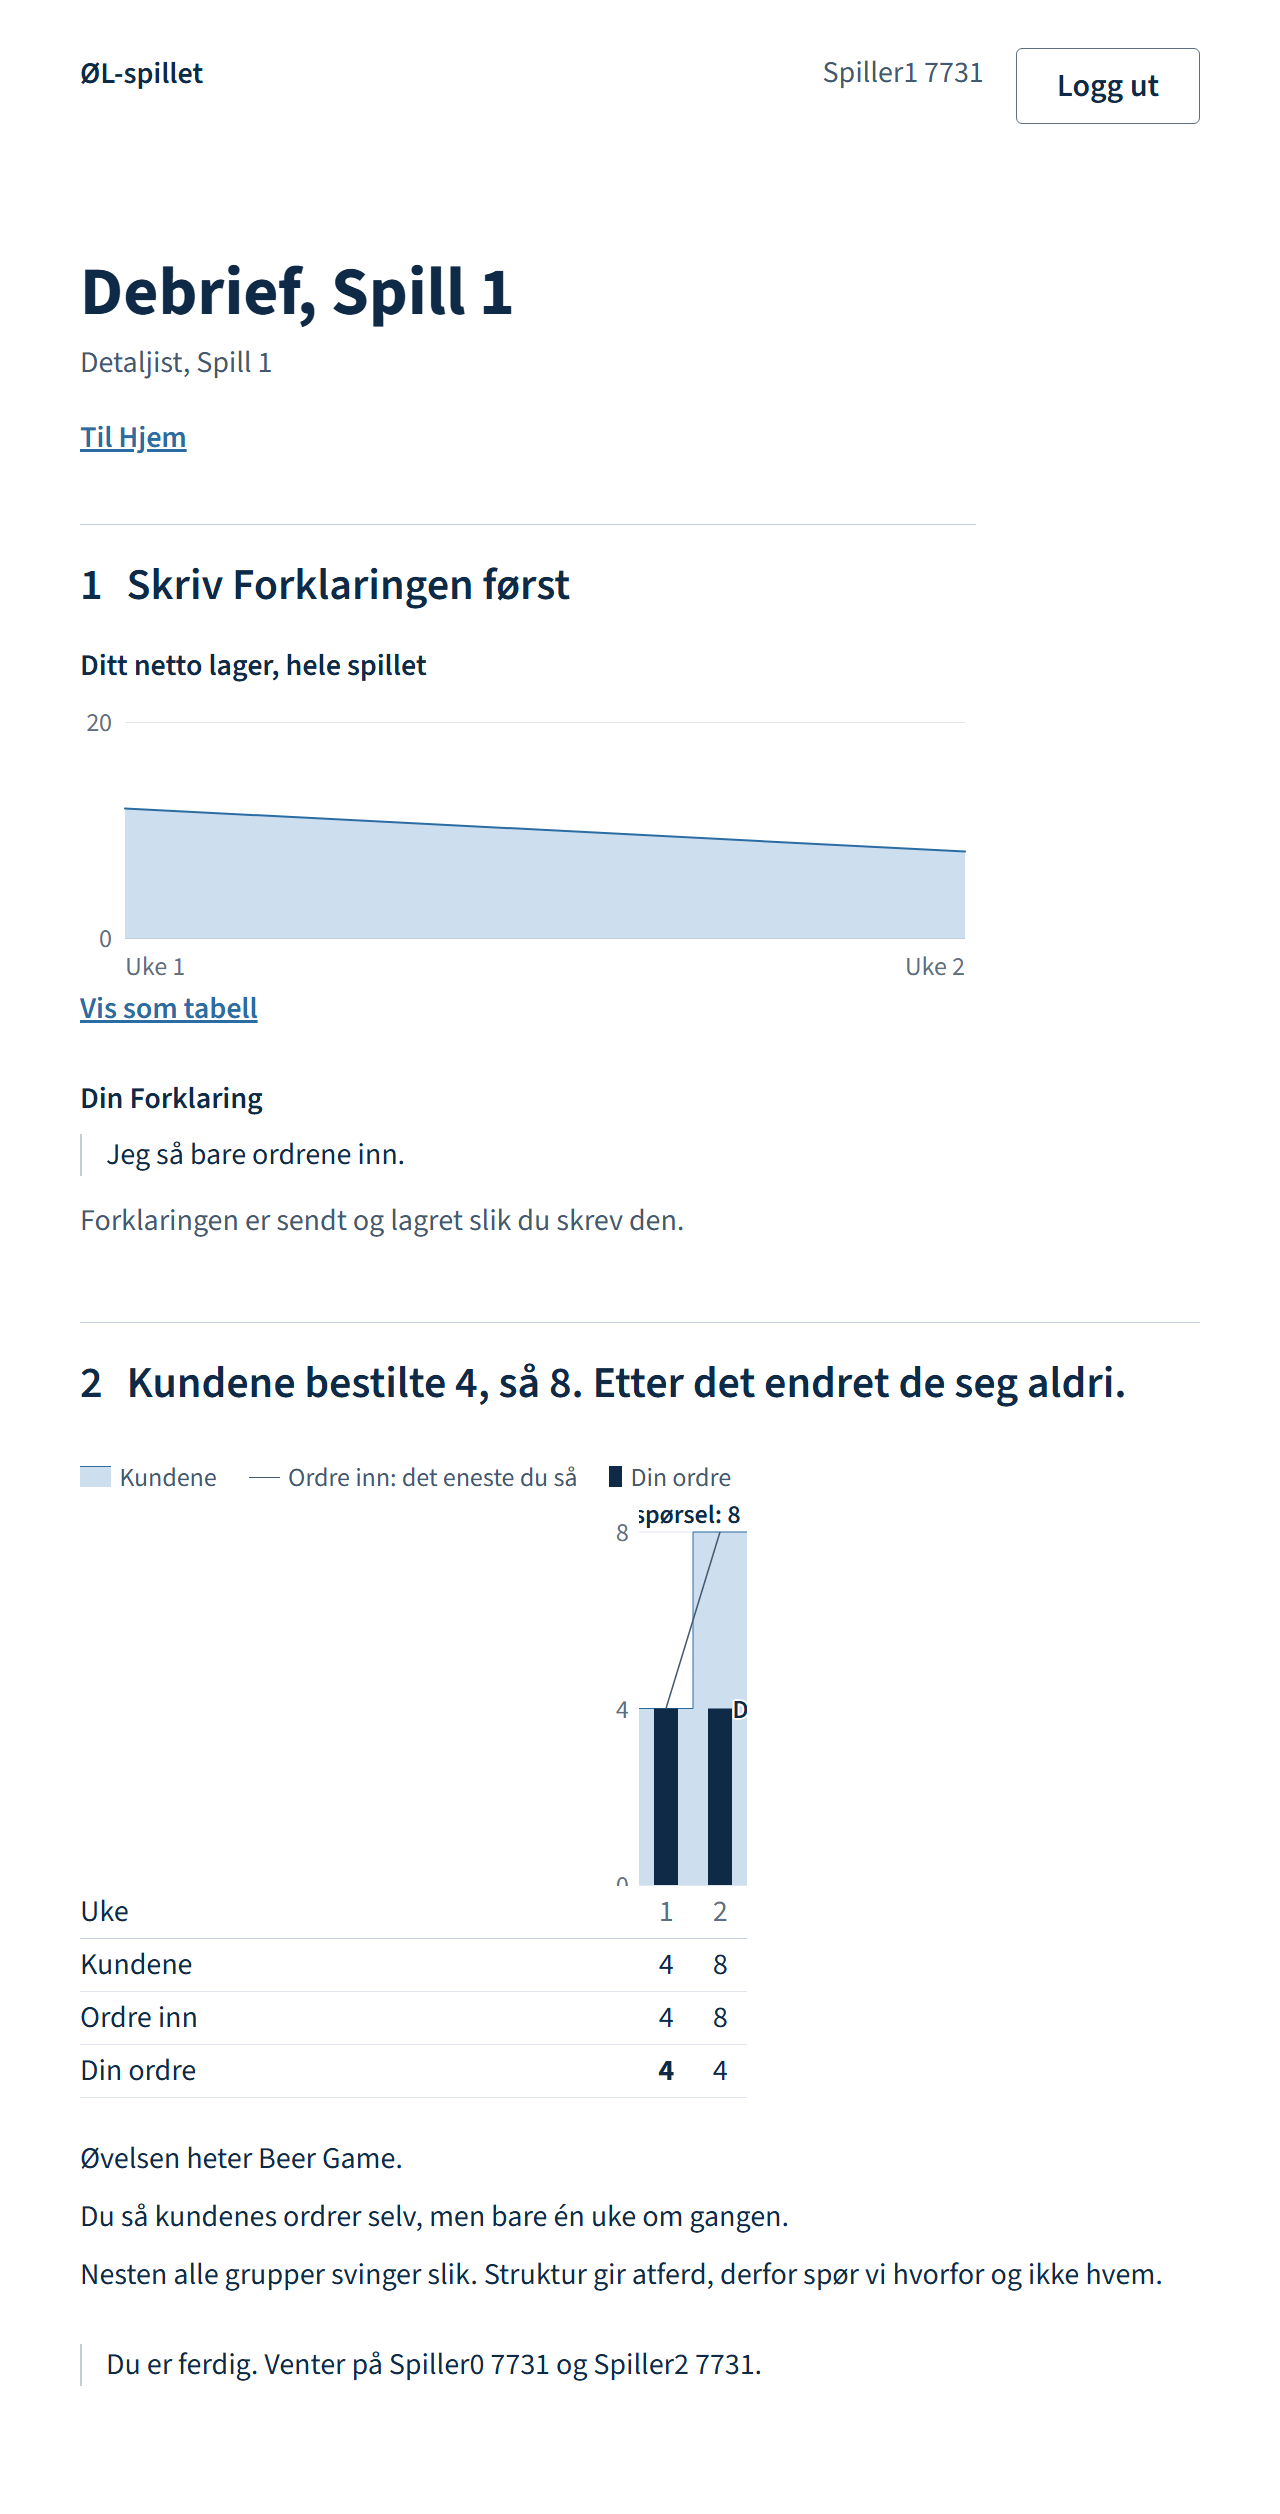 ØL-spillet
Spiller1 7731
Logg ut
Debrief, Spill 1
Detaljist, Spill 1
Til Hjem
1 Skriv Forklaringen først
Ditt netto lager, hele spillet
20
0
Uke 1 Uke 2
Vis som tabell
Din Forklaring
Jeg så bare ordrene inn.
Forklaringen er sendt og lagret slik du skrev den.
2 Kundene bestilte 4, så 8. Etter det endret de seg aldri.
Kundene Ordre inn: det eneste du så Din ordre
spørsel: 8
8
4 D
0
Uke 1 2
Kundene 4 8
Ordre inn 4 8
Din ordre 4 4
Øvelsen heter Beer Game.
Du så kundenes ordrer selv, men bare én uke om gangen.
Nesten alle grupper svinger slik. Struktur gir atferd, derfor spør vi hvorfor og ikke hvem.
Du er ferdig. Venter på Spiller0 7731 og Spiller2 7731.